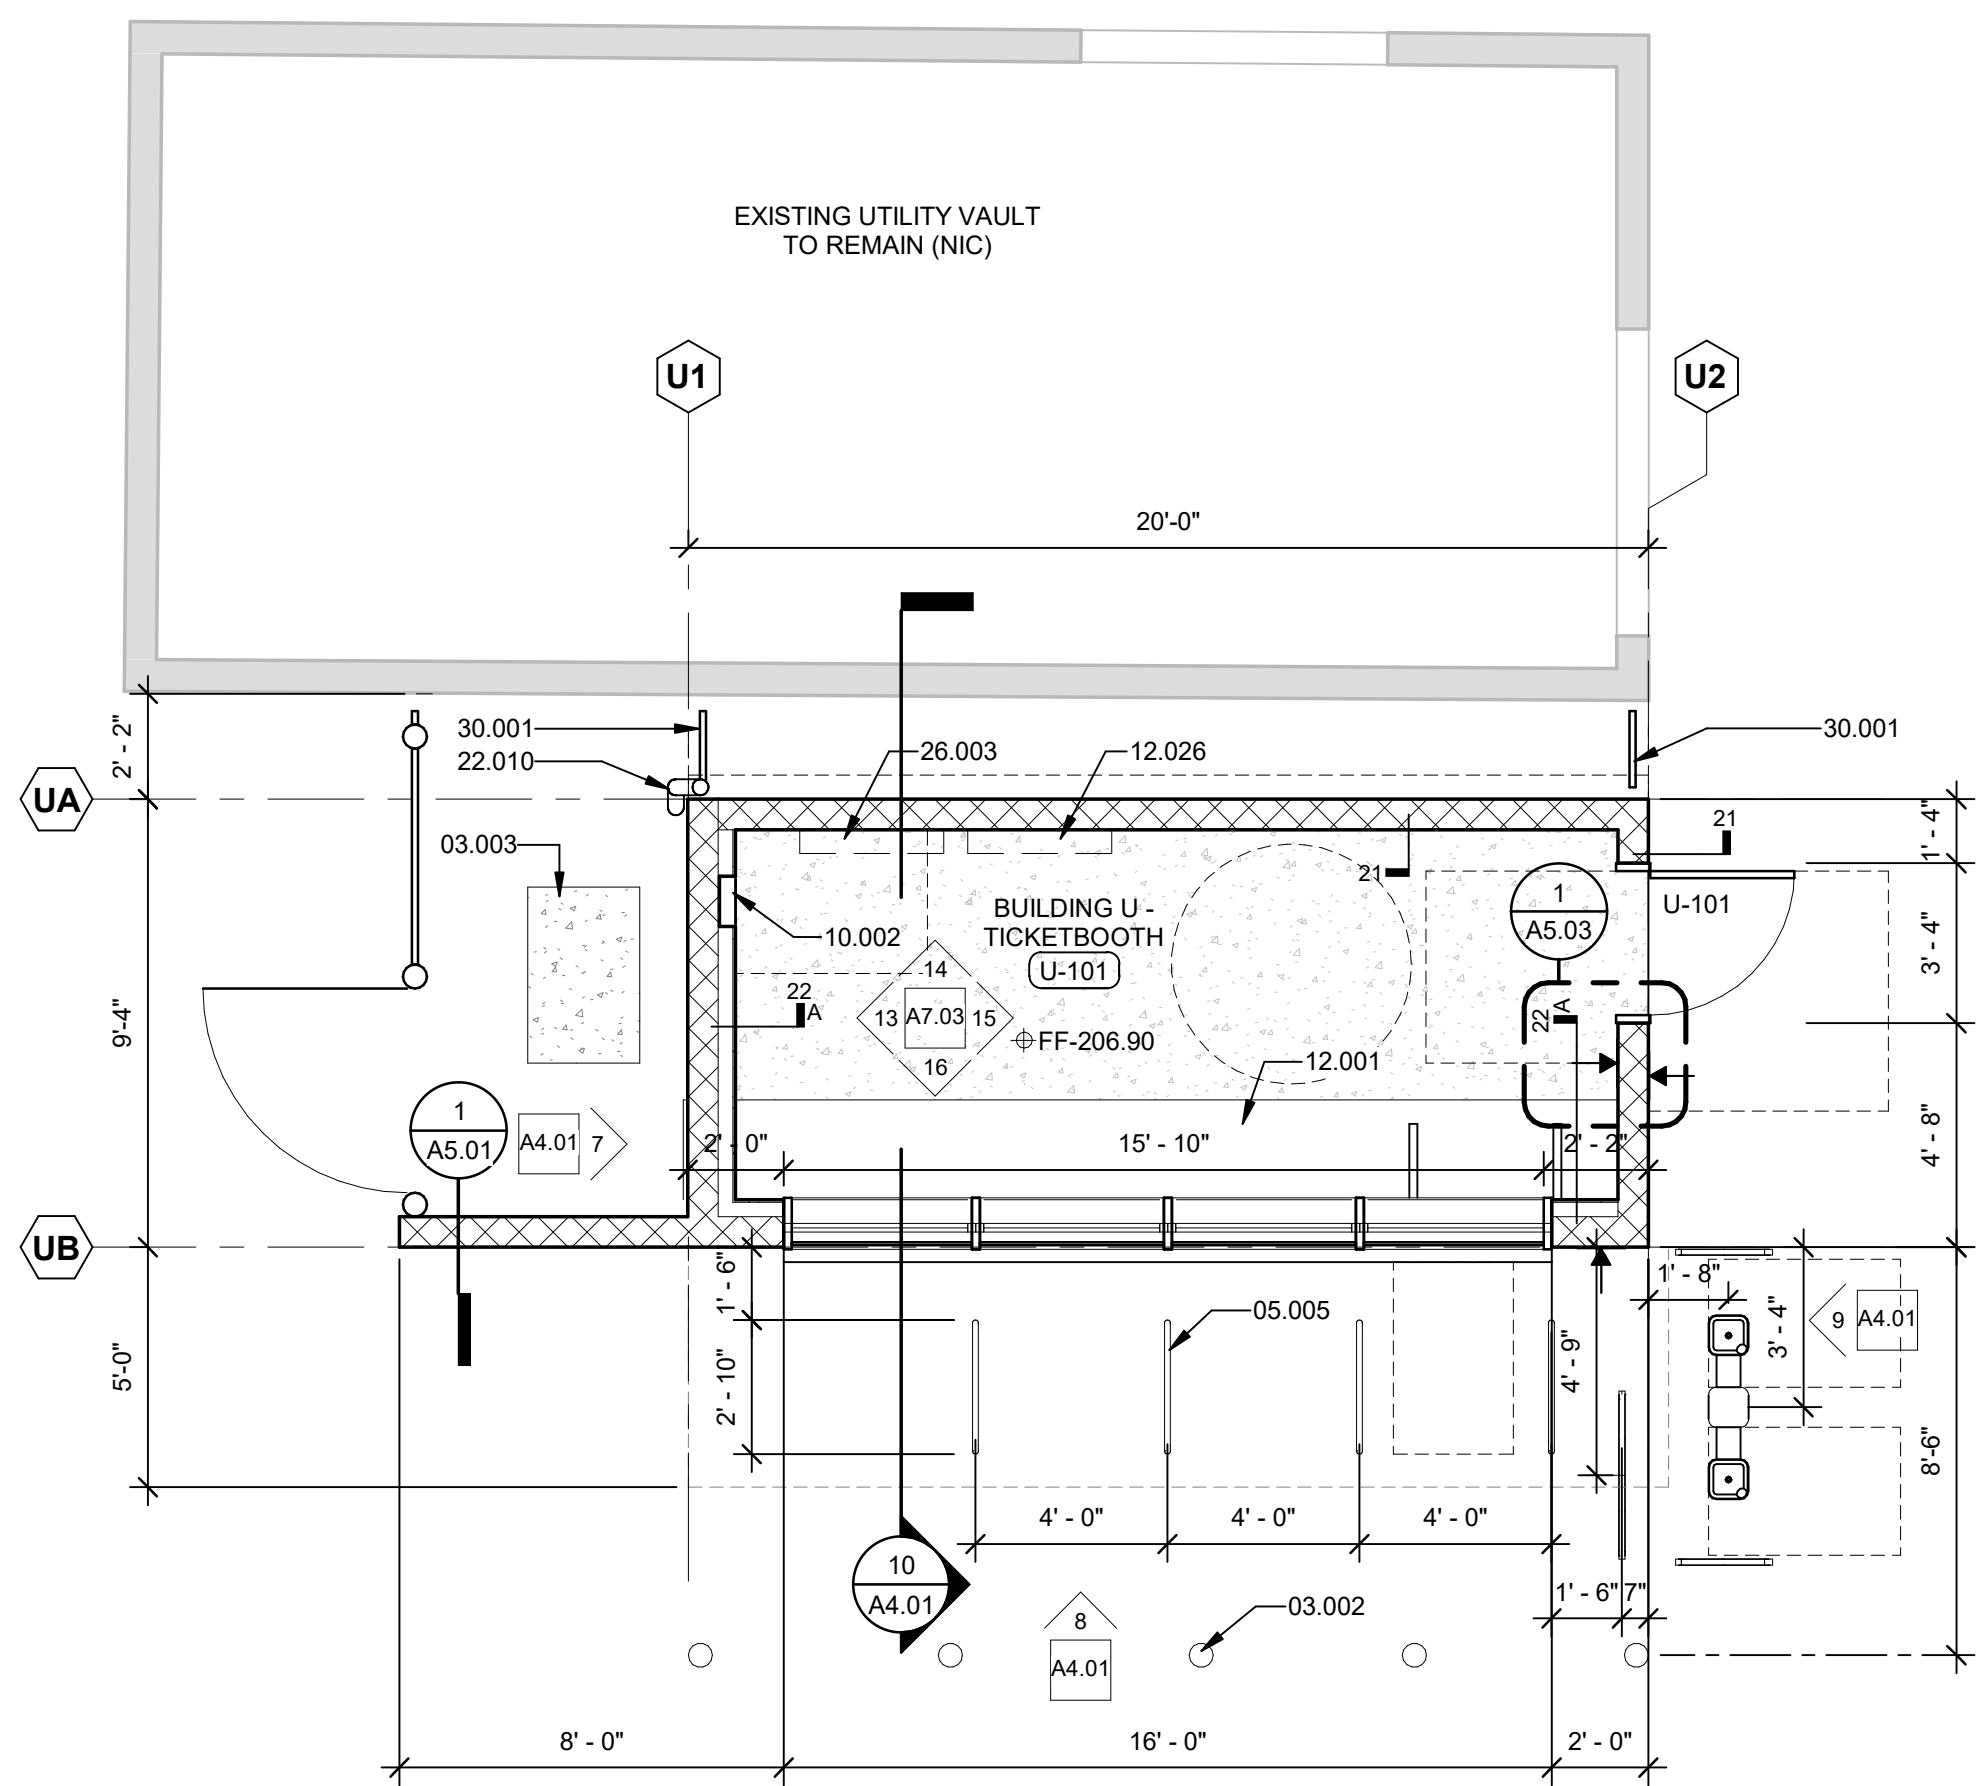 EXISTING UTILITY VAULT
TO REMAIN (NIC)
U1
U2
20'-0"
2' - 2"
30.001
22.010
26.003
12.026
30.001
UA
03.003
21
1' - 4"
21
1
A5.03
U-101
BUILDING U -
TICKETBOOTH
U-101
10.002
3' - 4"
14
13
A7.03
15
16
22
A
22
A
FF-206.90
9'-4"
12.001
1
A5.01
A4.01
7
2' - 0"
15' - 10"
2' - 2"
4' - 8"
UB
1' - 6"
1' - 8"
05.005
3' - 4"
9
A4.01
5'-0"
2' - 10"
4' - 9"
8'-6"
4' - 0"
4' - 0"
4' - 0"
10
A4.01
1' - 6"
7"
8
A4.01
03.002
8' - 0"
16' - 0"
2' - 0"